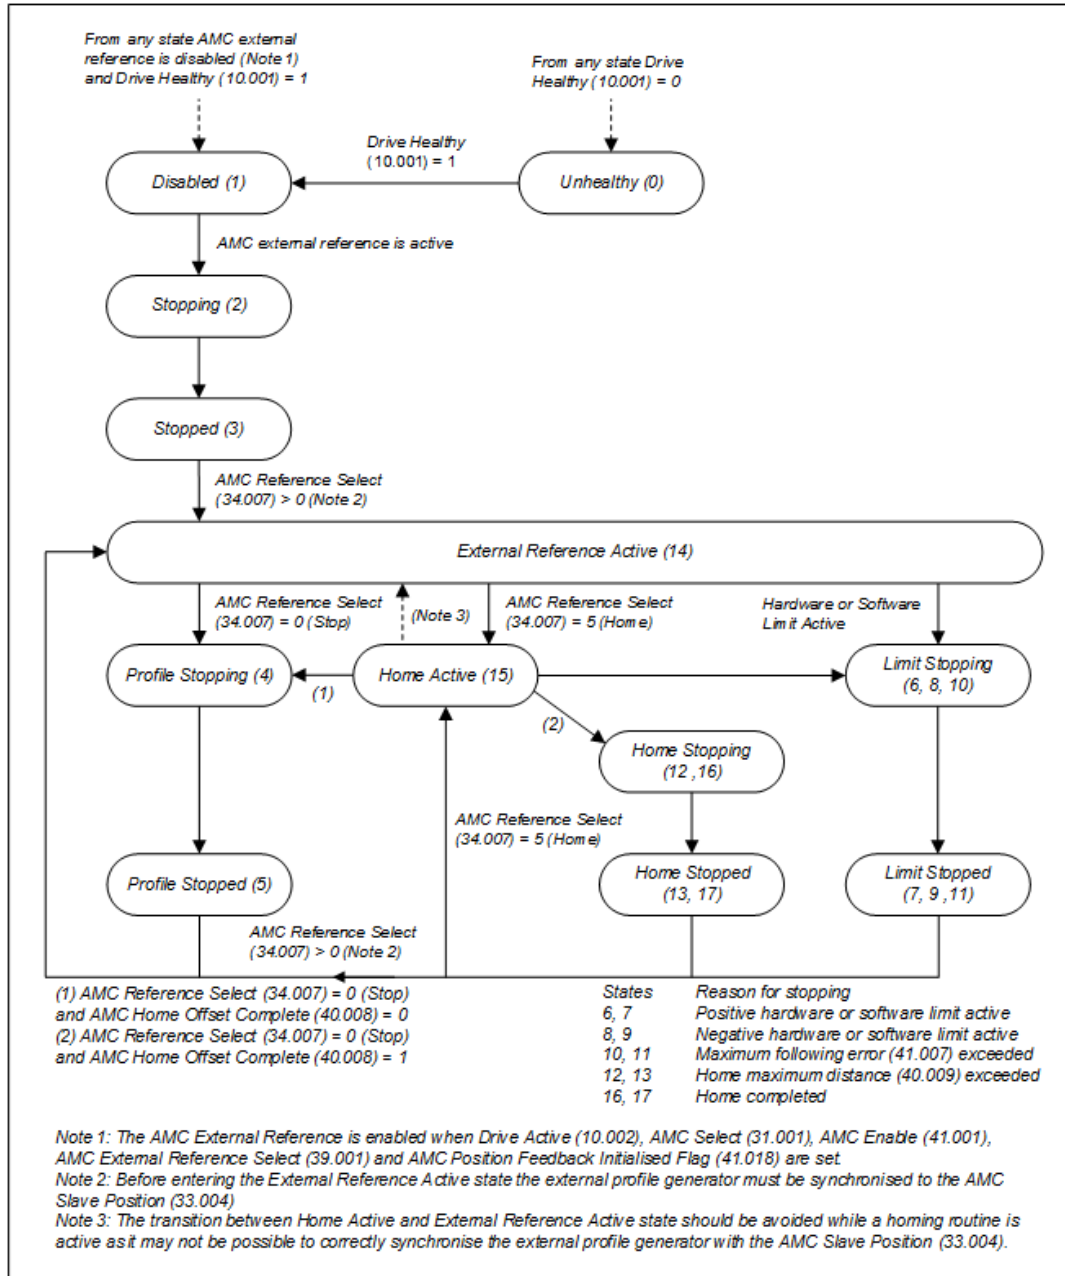 From any state AMC external
reference is disabled (Note 1)
and Drive Healthy (10.001) = 1
From any state Drive
Healthy (10.001) = 0
Drive Healthy
(10.001) = 1
Disabled (1)
Unhealthy (0)
AMC external reference is active
Stopping (2)
Stopped (3)
AMC Reference Select
(34.007) > 0 (Note 2)
External Reference Active (14)
AMC Reference Select
(34.007) = 0 (Stop)
(Note 3)
AMC Reference Select
(34.007) = 5 (Home)
Hardware or Software
Limit Active
Profile Stopping (4)
(1)
Home Active (15)
Limit Stopping
(6, 8, 10)
(2)
Home Stopping
(12 ,16)
AMC Reference Select
(34.007) = 5 (Home)
Profile Stopped (5)
Home Stopped
(13, 17)
Limit Stopped
(7, 9 ,11)
AMC Reference Select
(34.007) > 0 (Note 2)
(1) AMC Reference Select (34.007) = 0 (Stop)
and AMC Home Offset Complete (40.008) = 0
(2) AMC Reference Select (34.007) = 0 (Stop)
and AMC Home Offset Complete (40.008) = 1
States Reason for stopping
6, 7 Positive hardware or software limit active
8, 9 Negative hardware or software limit active
10, 11 Maximum following error (41.007) exceeded
12, 13 Home maximum distance (40.009) exceeded
16, 17 Home completed
Note 1: The AMC External Reference is enabled when Drive Active (10.002), AMC Select (31.001), AMC Enable (41.001),
AMC External Reference Select (39.001) and AMC Position Feedback Initialised Flag (41.018) are set.
Note 2: Before entering the External Reference Active state the external profile generator must be synchronised to the AMC
Slave Position (33.004)
Note 3: The transition between Home Active and External Reference Active state should be avoided while a homing routine is
active as it may not be possible to correctly synchronise the external profile generator with the AMC Slave Position (33.004).